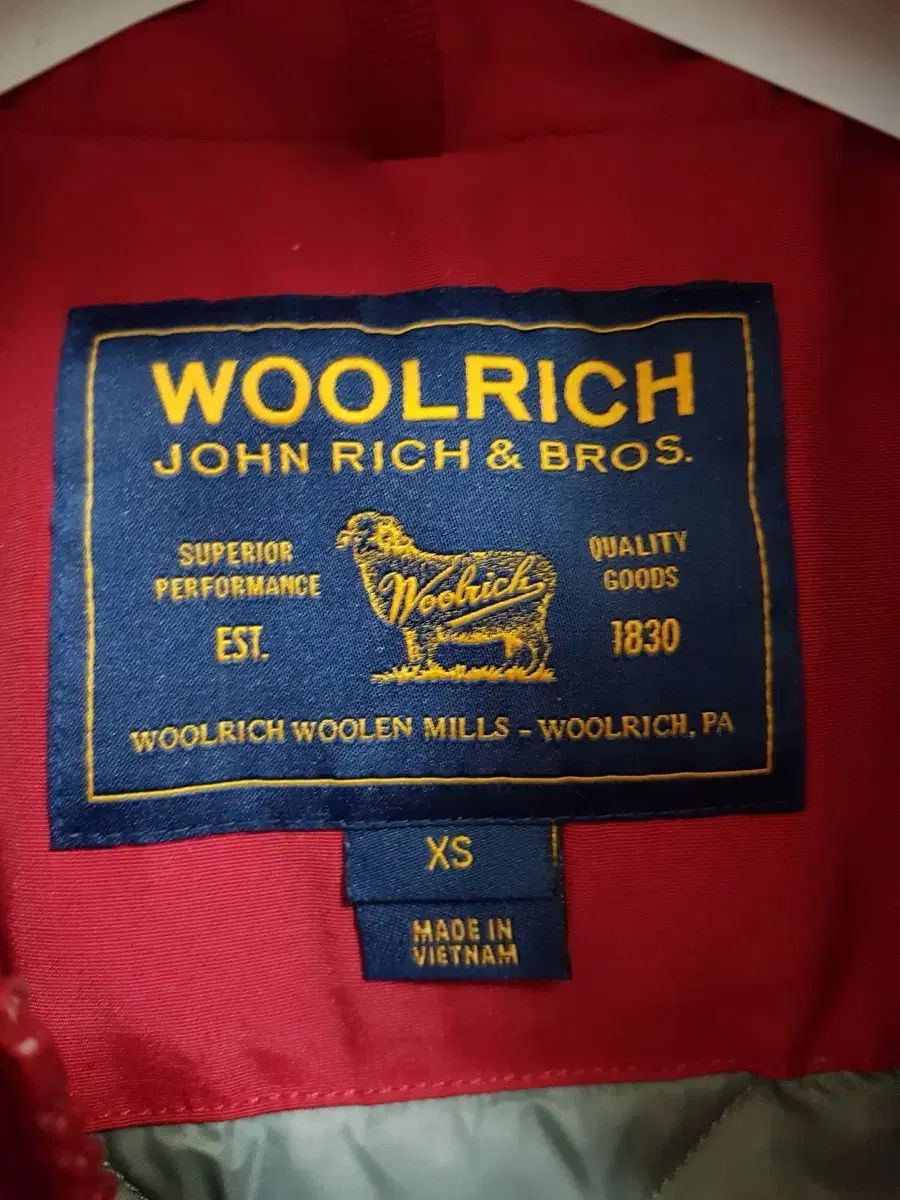 WOOLRICH
JOHN RICH & BROS.
SUPERIOR
PERFORMANCE
EST.
Woolrich
QUALITY
GOODS
1830
WOOLRICH WOOLEN MILLS - WOOLRICH, PA
XS
MADE IN
VIETNAM